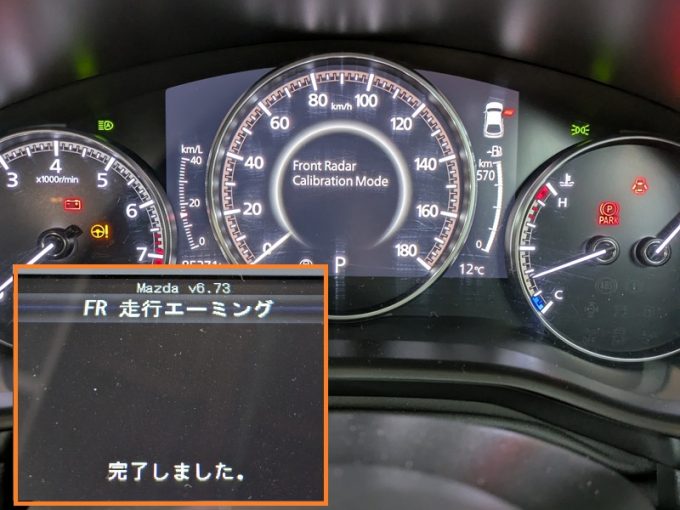 80 km/h 100
60
120
40
140
20
160
0
180
Front Radar
Calibration Mode
km/L
40
20
0
km
570
3
4
5
x1000r/min
7
H
PARK
C
P
12℃
Mazda v6.73
FR 走行エーミング
完了しました。